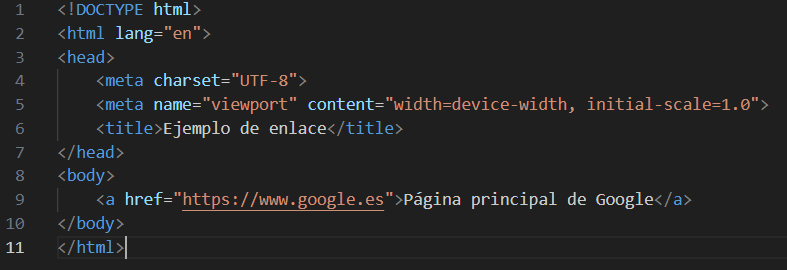 1 <!DOCTYPE html>
2 <html lang="en">
3 <head>
4     <meta charset="UTF-8">
5     <meta name="viewport" content="width=device-width, initial-scale=1.0">
6     <title>Ejemplo de enlace</title>
7 </head>
8 <body>
9     <a href="https://www.google.es">Página principal de Google</a>
10 </body>
11 </html>